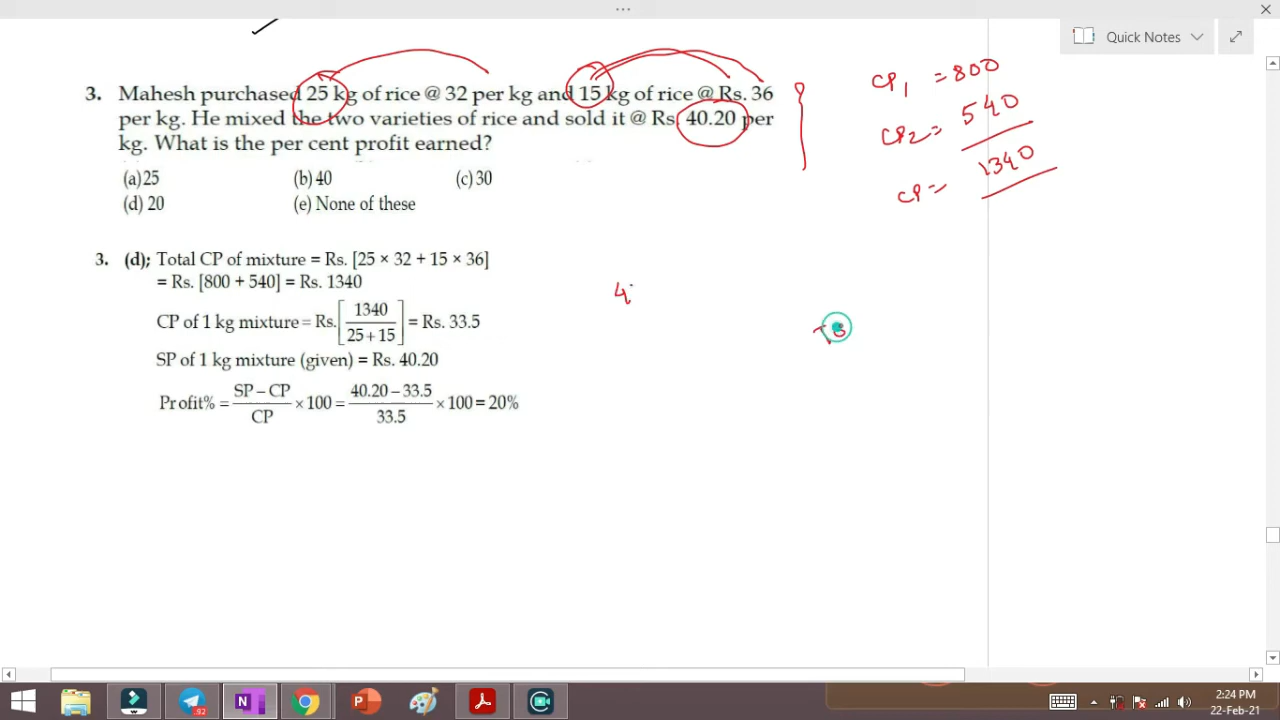 Quick Notes
3. Mahesh purchased 25 kg of rice @ 32 per kg and 15 kg of rice @ Rs. 36
per kg. He mixed the two varieties of rice and sold it @ Rs. 40.20 per
kg. What is the per cent profit earned?
(a) 25 (b) 40 (c) 30
(d) 20 (e) None of these
CP1 = 800
CP2 = 540
CP = 1340
3. (d); Total CP of mixture = Rs. [25 × 32 + 15 × 36]
= Rs. [800 + 540] = Rs. 1340
CP of 1 kg mixture = Rs. [1340 / 25 + 15] = Rs. 33.5
SP of 1 kg mixture (given) = Rs. 40.20
Profit% = SP – CP / CP × 100 = 40.20 – 33.5 / 33.5 × 100 = 20%
4
2:24 PM
22-Feb-21